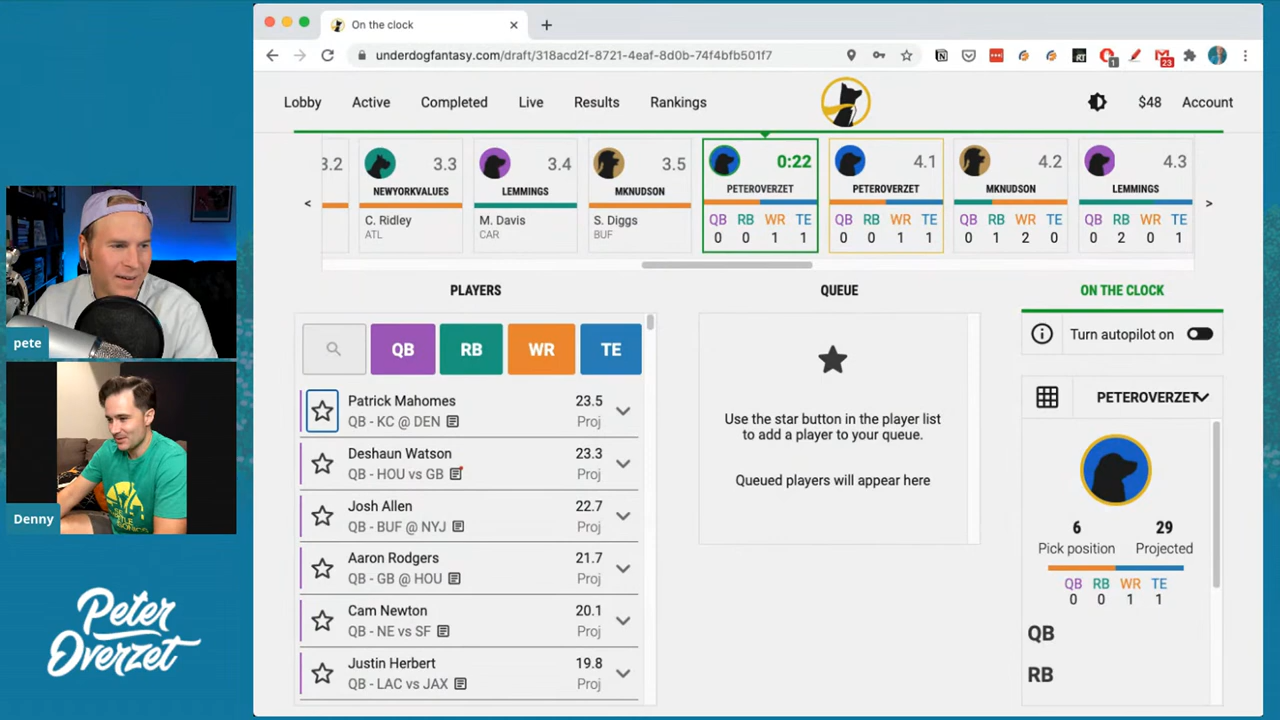 On the clock
underdogfantasy.com/draft/318acd2f-8721-4eaf-8d0b-74f4bfb501f7
1
23
Lobby
Active
Completed
Live
Results
Rankings
$48
Account
3.2
3.3
NEWYORKVALUES
C. Ridley
ATL
3.4
LEMMINGS
M. Davis
CAR
3.5
MKNUDSON
S. Diggs
BUF
0:22
PETEROVERZET
QB RB WR TE
0 0 1 1
4.1
PETEROVERZET
QB RB WR TE
0 0 1 1
4.2
MKNUDSON
QB RB WR TE
0 1 2 0
4.3
LEMMINGS
QB RB WR TE
0 2 0 1
PLAYERS
QB
RB
WR
TE
Patrick Mahomes 23.5
QB - KC @ DEN Proj
Deshaun Watson 23.3
QB - HOU vs GB Proj
Josh Allen 22.7
QB - BUF @ NYJ Proj
Aaron Rodgers 21.7
QB - GB @ HOU Proj
Cam Newton 20.1
QB - NE vs SF Proj
Justin Herbert 19.8
QB - LAC vs JAX Proj
QUEUE
Use the star button in the player list
to add a player to your queue.
Queued players will appear here
ON THE CLOCK
Turn autopilot on
PETEROVERZET
6 29
Pick position Projected
QB RB WR TE
0 0 1 1
QB
RB
pete
Denny
Peter
Overzet